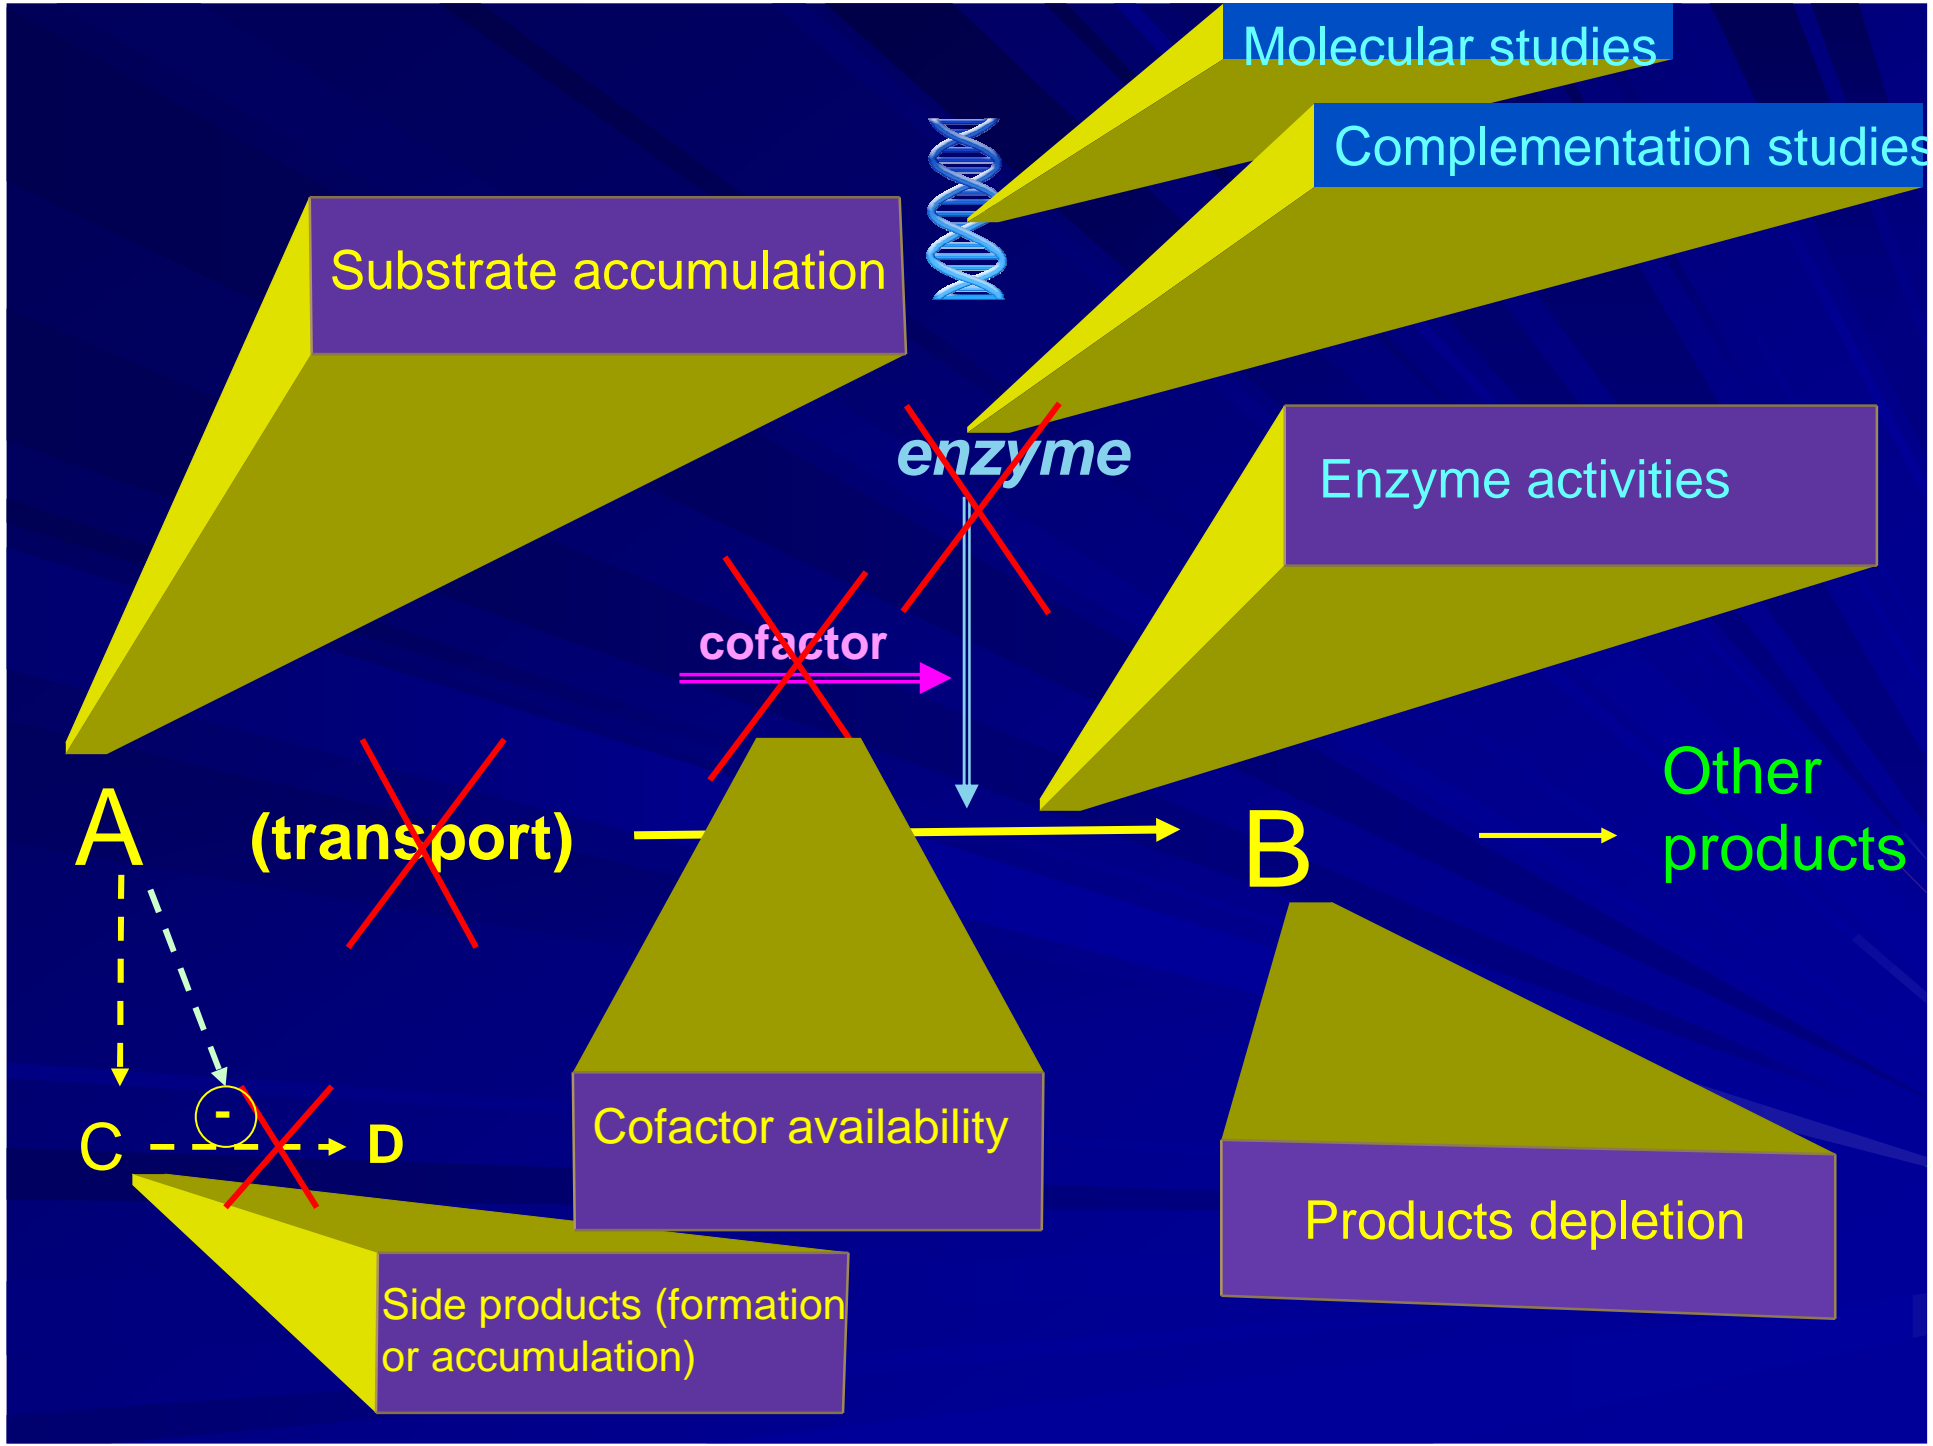 Molecular studies
Complementation studies
Substrate accumulation
enzyme
Enzyme activities
cofactor
A
(transport)
B
Other
products
-
C
D
Cofactor availability
Products depletion
Side products (formation
or accumulation)